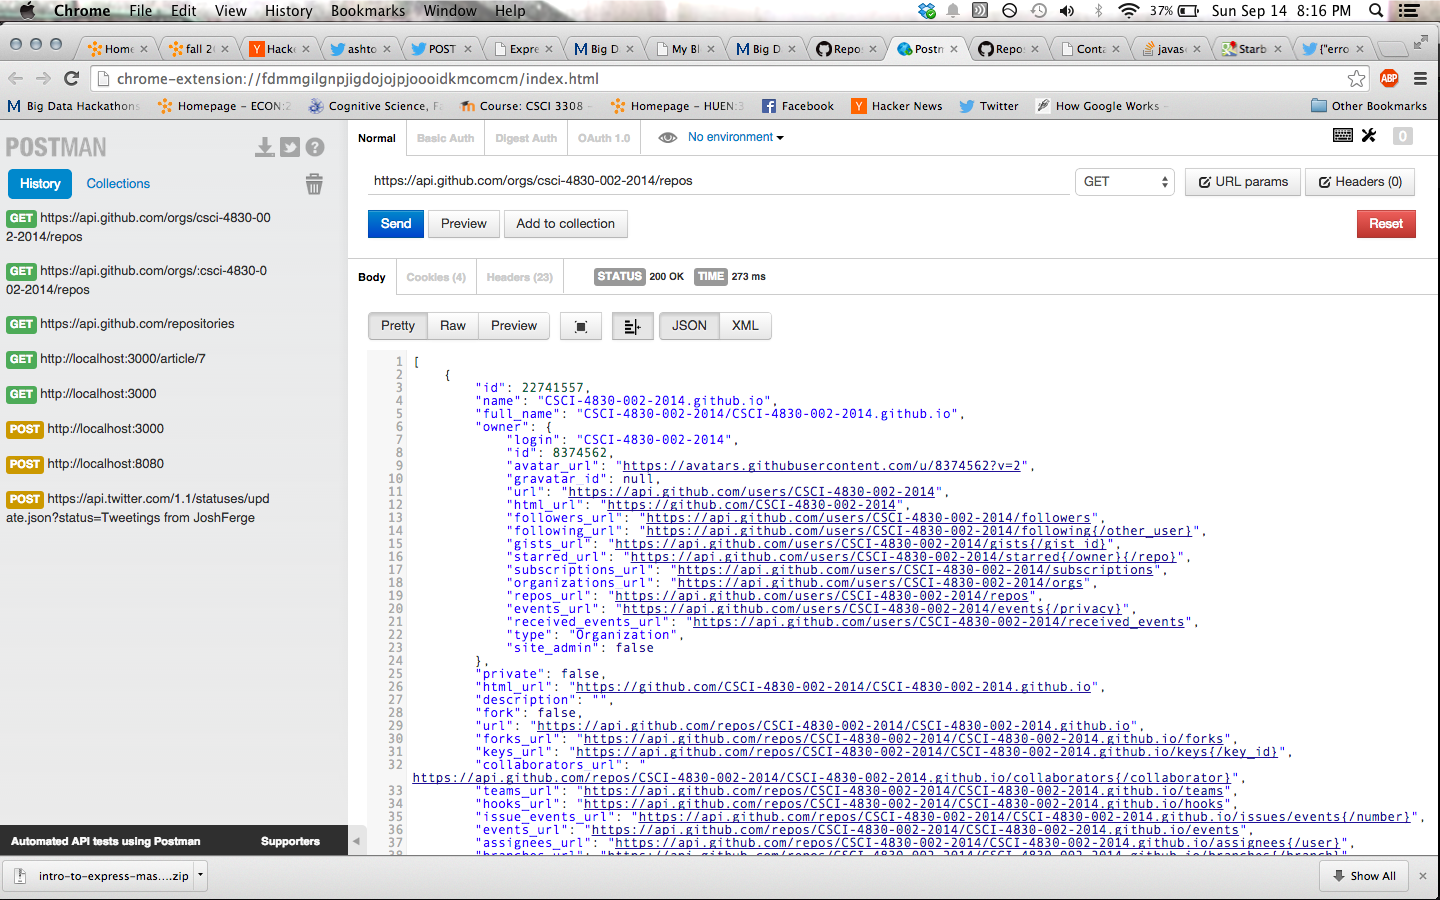 Chrome File Edit View History Bookmarks Window Help 37% Sun Sep 14 8:16 PM
Home fall 2 Hacke ashto POST Expre Big D My Bl Big D Repo Postm Repo Conta javas Starb {"erro
chrome-extension://fdmmgilgnpjigdojojpjoooidkmcomcm/index.html
Big Data Hackathons Homepage – ECON:2 Cognitive Science, Fa Course: CSCI 3308 – Homepage – HUEN:3 Facebook Hacker News Twitter How Google Works – Other Bookmarks
POSTMAN
History Collections
GET https://api.github.com/orgs/csci-4830-00
2-2014/repos
GET https://api.github.com/orgs/:csci-4830-0
02-2014/repos
GET https://api.github.com/repositories
GET http://localhost:3000/article/7
GET http://localhost:3000
POST http://localhost:3000
POST http://localhost:8080
POST https://api.twitter.com/1.1/statuses/upd
ate.json?status=Tweetings from JoshFerge
Automated API tests using Postman Supporters
Normal Basic Auth Digest Auth OAuth 1.0 No environment 0
https://api.github.com/orgs/csci-4830-002-2014/repos GET URL params Headers (0)
Send Preview Add to collection Reset
Body Cookies (4) Headers (23) STATUS 200 OK TIME 273 ms
Pretty Raw Preview JSON XML
1 [
2 {
3 "id": 22741557,
4 "name": "CSCI-4830-002-2014.github.io",
5 "full_name": "CSCI-4830-002-2014/CSCI-4830-002-2014.github.io",
6 "owner": {
7 "login": "CSCI-4830-002-2014",
8 "id": 8374562,
9 "avatar_url": "https://avatars.githubusercontent.com/u/8374562?v=2",
10 "gravatar_id": null,
11 "url": "https://api.github.com/users/CSCI-4830-002-2014",
12 "html_url": "https://github.com/CSCI-4830-002-2014",
13 "followers_url": "https://api.github.com/users/CSCI-4830-002-2014/followers",
14 "following_url": "https://api.github.com/users/CSCI-4830-002-2014/following{/other_user}",
15 "gists_url": "https://api.github.com/users/CSCI-4830-002-2014/gists{/gist_id}",
16 "starred_url": "https://api.github.com/users/CSCI-4830-002-2014/starred{/owner}{/repo}",
17 "subscriptions_url": "https://api.github.com/users/CSCI-4830-002-2014/subscriptions",
18 "organizations_url": "https://api.github.com/users/CSCI-4830-002-2014/orgs",
19 "repos_url": "https://api.github.com/users/CSCI-4830-002-2014/repos",
20 "events_url": "https://api.github.com/users/CSCI-4830-002-2014/events{/privacy}",
21 "received_events_url": "https://api.github.com/users/CSCI-4830-002-2014/received_events",
22 "type": "Organization",
23 "site_admin": false
24 },
25 "private": false,
26 "html_url": "https://github.com/CSCI-4830-002-2014/CSCI-4830-002-2014.github.io",
27 "description": "",
28 "fork": false,
29 "url": "https://api.github.com/repos/CSCI-4830-002-2014/CSCI-4830-002-2014.github.io",
30 "forks_url": "https://api.github.com/repos/CSCI-4830-002-2014/CSCI-4830-002-2014.github.io/forks",
31 "keys_url": "https://api.github.com/repos/CSCI-4830-002-2014/CSCI-4830-002-2014.github.io/keys{/key_id}",
32 "collaborators_url": "
https://api.github.com/repos/CSCI-4830-002-2014/CSCI-4830-002-2014.github.io/collaborators{/collaborator}",
33 "teams_url": "https://api.github.com/repos/CSCI-4830-002-2014/CSCI-4830-002-2014.github.io/teams",
34 "hooks_url": "https://api.github.com/repos/CSCI-4830-002-2014/CSCI-4830-002-2014.github.io/hooks",
35 "issue_events_url": "https://api.github.com/repos/CSCI-4830-002-2014/CSCI-4830-002-2014.github.io/issues/events{/number}",
36 "events_url": "https://api.github.com/repos/CSCI-4830-002-2014/CSCI-4830-002-2014.github.io/events",
37 "assignees_url": "https://api.github.com/repos/CSCI-4830-002-2014/CSCI-4830-002-2014.github.io/assignees{/user}",
38 "branches_url": "https://api.github.com/repos/CSCI-4830-002-2014/CSCI-4830-002-2014.github.io/branches{/branch}",
intro-to-express-mas....zip Show All